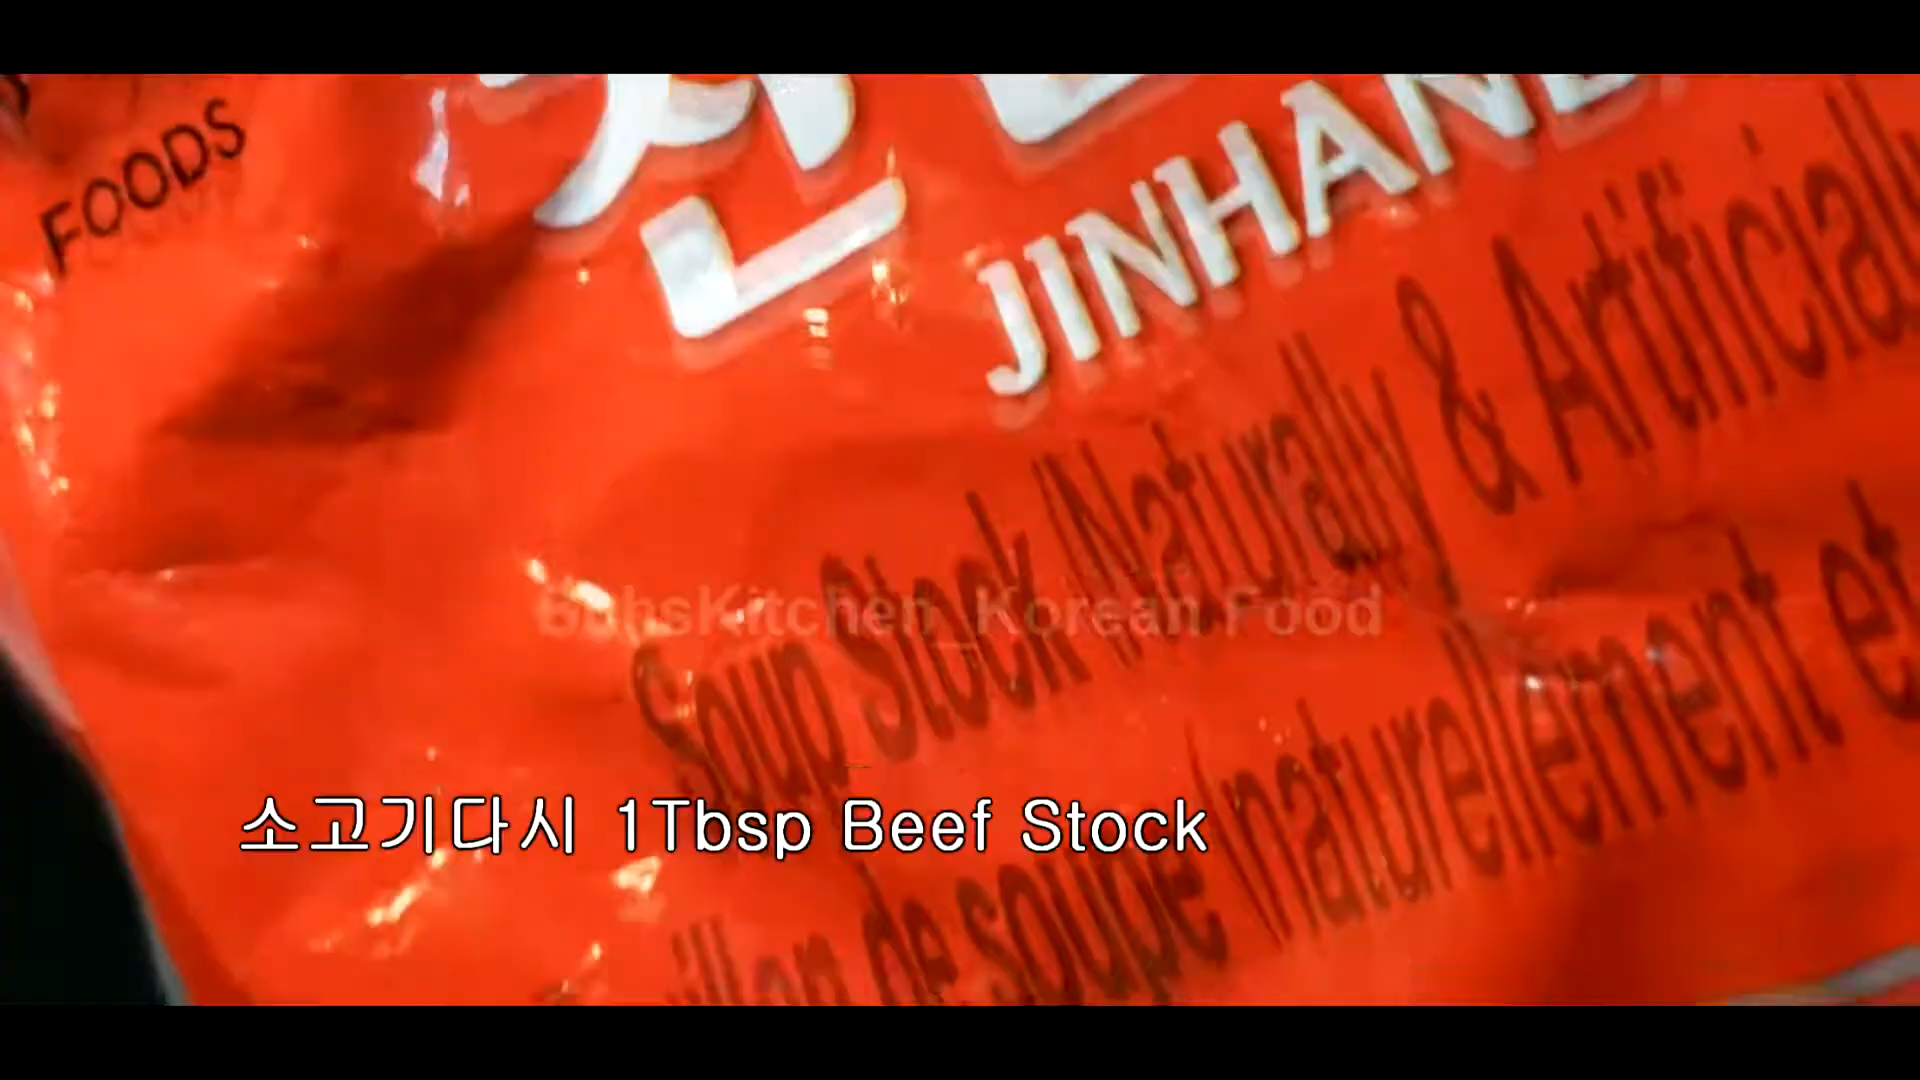 FOODS
JINHAN
Soup Stock (Naturally & Artificially
de soupe (naturellement et
BobsKitchen_Korean Food
소고기다시 1Tbsp Beef Stock